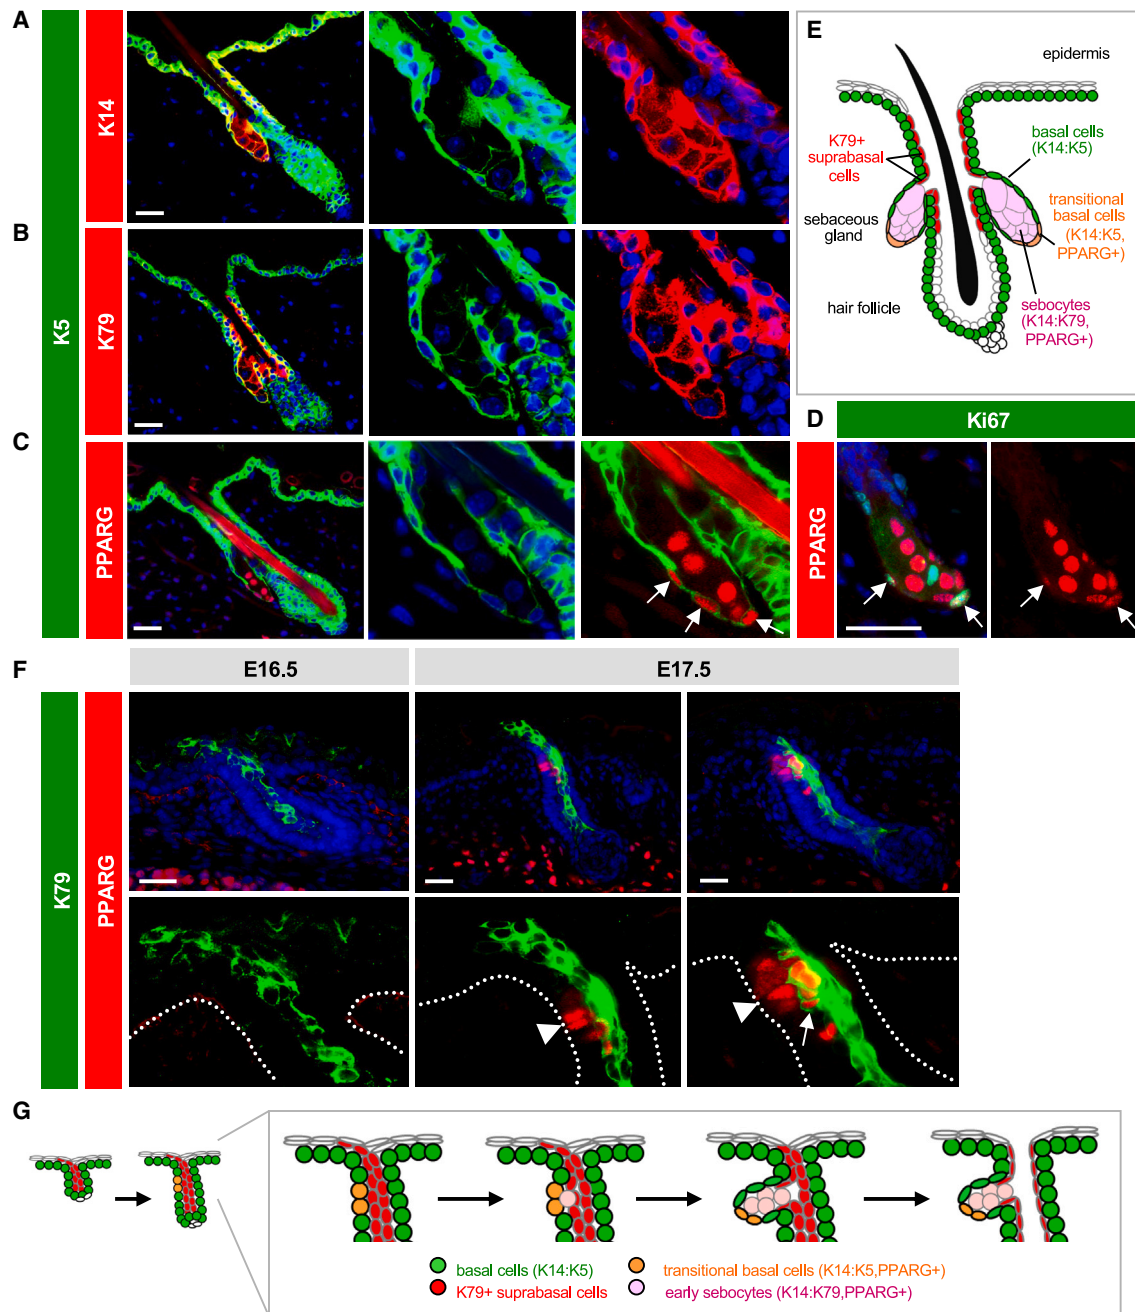 A
K5
K14
B
K79
C
PPARG
E
epidermis
K79+
suprabasal
cells
basal cells
(K14:K5)
sebaceous
gland
transitional
basal cells
(K14:K5,
PPARG+)
hair follicle
sebocytes
(K14:K79,
PPARG+)
D
Ki67
PPARG
F
E16.5
E17.5
K79
PPARG
G
basal cells (K14:K5)
K79+ suprabasal cells
transitional basal cells (K14:K5,PPARG+)
early sebocytes (K14:K79,PPARG+)